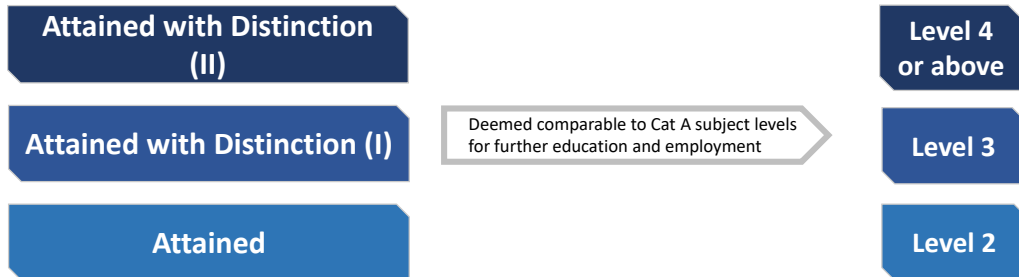 Attained with Distinction
(II)
Level 4
or above
Attained with Distinction (I)
Deemed comparable to Cat A subject levels
for further education and employment
Level 3
Attained
Level 2